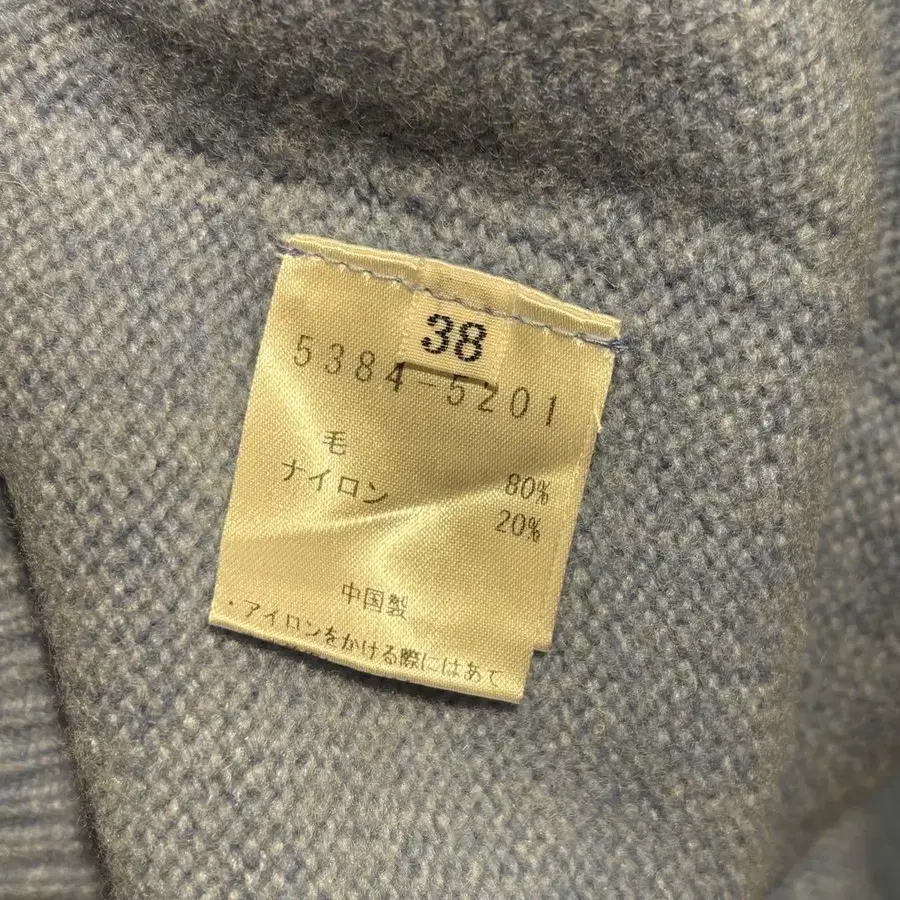 38
5384-5201
毛 80%
ナイロン 20%
中国製
・アイロンをかける際にはあて